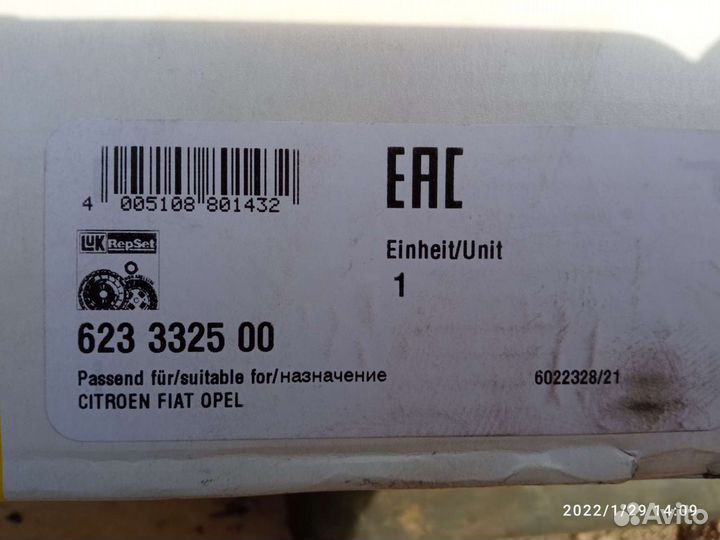 4 005108 801432
EAC
LUK RepSet
Einheit/Unit
1
623 3325 00
Passend für/suitable for/назначение
6022328/21
CITROEN FIAT OPEL
2022/1/29 14:09
Avito